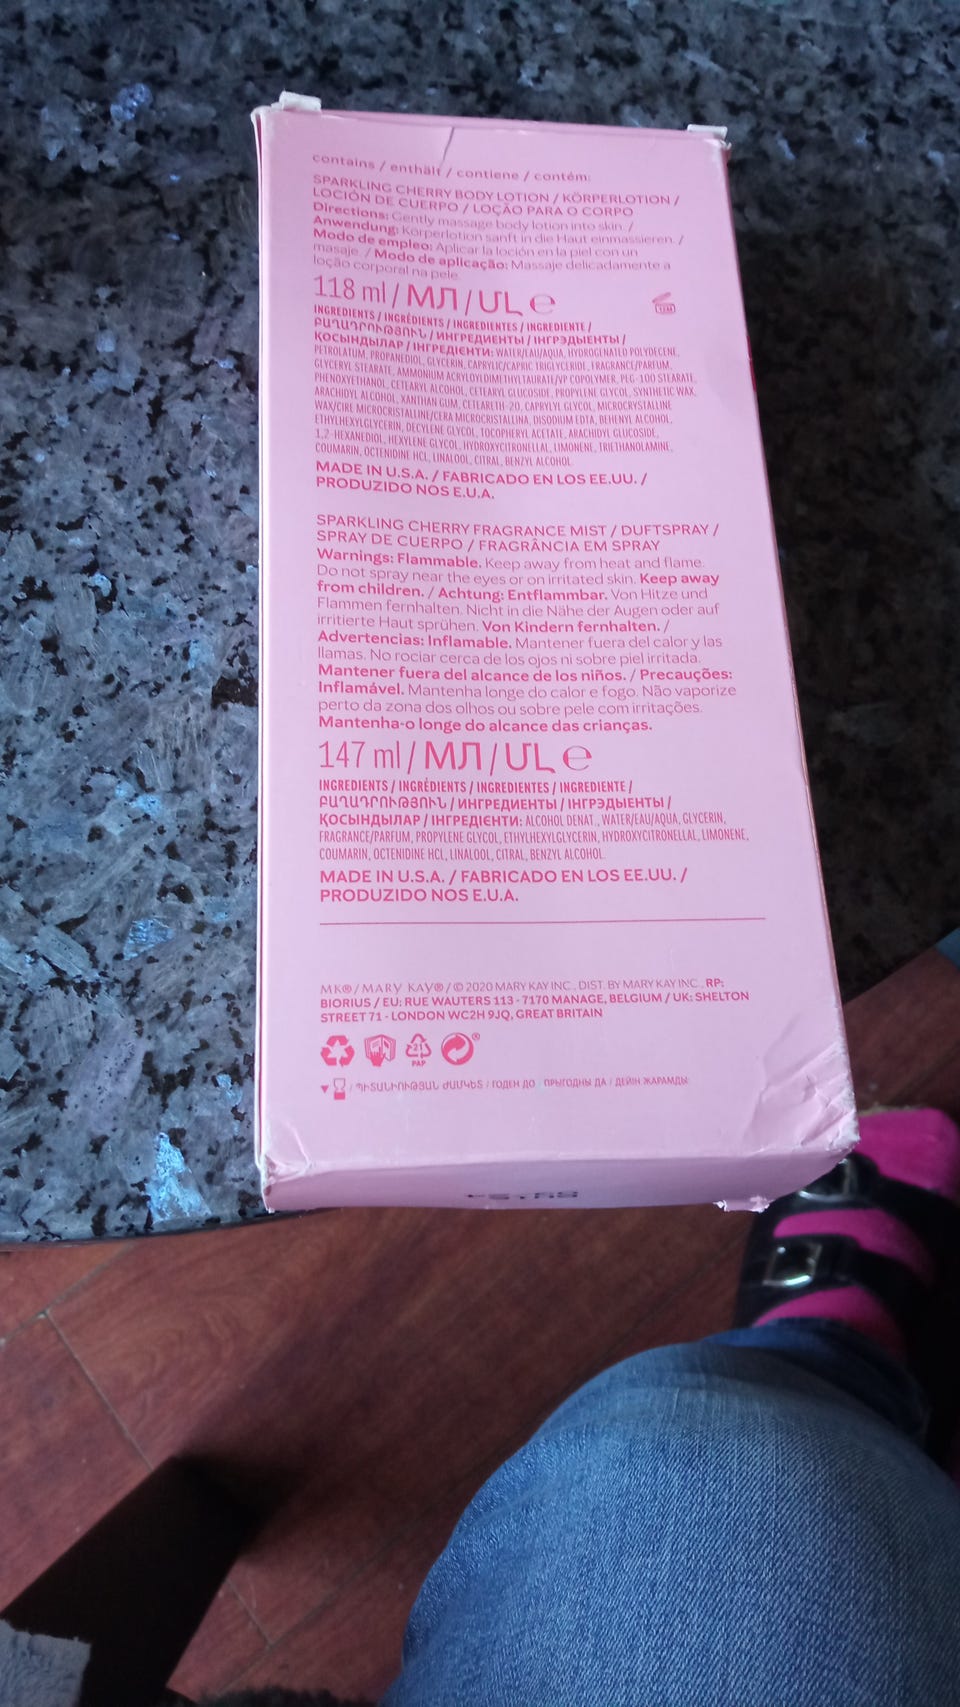 contains / enthält / contiene / contém:
SPARKLING CHERRY BODY LOTION / KÖRPERLOTION /
LOCIÓN DE CUERPO / LOÇÃO PARA O CORPO
Directions: Gently massage body lotion into skin. /
Anwendung: Körperlotion sanft in die Haut einmassieren. /
Modo de empleo: Aplicar la loción en la piel con un
masaje. / Modo de aplicação: Massaje delicadamente a
loção corporal na pele.
118 ml / МЛ / ՄԼ ℮
12M
INGREDIENTS / INGRÉDIENTS / INGREDIENTES / INGREDIENTE /
ԲԱՂԱԴՐՈՒԹՅՈՒՆ / ИНГРЕДИЕНТЫ / ІНГРЭДЫЕНТЫ /
ҚОСЫНДЫЛАР / ІНГРЕДІЄНТИ: WATER/EAU/AQUA, HYDROGENATED POLYDECENE,
PETROLATUM, PROPANEDIOL, GLYCERIN, CAPRYLIC/CAPRIC TRIGLYCERIDE, FRAGRANCE/PARFUM,
GLYCERYL STEARATE, AMMONIUM ACRYLOYLDIMETHYLTAURATE/VP COPOLYMER, PEG-100 STEARATE,
PHENOXYETHANOL, CETEARYL ALCOHOL, CETEARYL GLUCOSIDE, PROPYLENE GLYCOL, SYNTHETIC WAX,
ARACHIDYL ALCOHOL, XANTHAN GUM, CETEARETH-20, CAPRYLYL GLYCOL, MICROCRYSTALLINE
WAX/CIRE MICROCRISTALLINE/CERA MICROCRISTALLINA, DISODIUM EDTA, BEHENYL ALCOHOL,
ETHYLHEXYLGLYCERIN, DECYLENE GLYCOL, TOCOPHERYL ACETATE, ARACHIDYL GLUCOSIDE,
1,2-HEXANEDIOL, HEXYLENE GLYCOL, HYDROXYCITRONELLAL, LIMONENE, TRIETHANOLAMINE,
COUMARIN, OCTENIDINE HCL, LINALOOL, CITRAL, BENZYL ALCOHOL.
MADE IN U.S.A. / FABRICADO EN LOS EE.UU. /
PRODUZIDO NOS E.U.A.
SPARKLING CHERRY FRAGRANCE MIST / DUFTSPRAY /
SPRAY DE CUERPO / FRAGRÂNCIA EM SPRAY
Warnings: Flammable. Keep away from heat and flame.
Do not spray near the eyes or on irritated skin. Keep away
from children. / Achtung: Entflammbar. Von Hitze und
Flammen fernhalten. Nicht in die Nähe der Augen oder auf
irritierte Haut sprühen. Von Kindern fernhalten. /
Advertencias: Inflamable. Mantener fuera del calor y las
llamas. No rociar cerca de los ojos ni sobre piel irritada.
Mantener fuera del alcance de los niños. / Precauções:
Inflamável. Mantenha longe do calor e fogo. Não vaporize
perto da zona dos olhos ou sobre pele com irritações.
Mantenha-o longe do alcance das crianças.
147 ml / МЛ / ՄԼ ℮
INGREDIENTS / INGRÉDIENTS / INGREDIENTES / INGREDIENTE /
ԲԱՂԱԴՐՈՒԹՅՈՒՆ / ИНГРЕДИЕНТЫ / ІНГРЭДЫЕНТЫ /
ҚОСЫНДЫЛАР / ІНГРЕДІЄНТИ: ALCOHOL DENAT., WATER/EAU/AQUA, GLYCERIN,
FRAGRANCE/PARFUM, PROPYLENE GLYCOL, ETHYLHEXYLGLYCERIN, HYDROXYCITRONELLAL, LIMONENE,
COUMARIN, OCTENIDINE HCL, LINALOOL, CITRAL, BENZYL ALCOHOL.
MADE IN U.S.A. / FABRICADO EN LOS EE.UU. /
PRODUZIDO NOS E.U.A.
MK® / MARY KAY® / © 2020 MARY KAY INC., DIST. BY MARY KAY INC., RP:
BIORIUS / EU: RUE WAUTERS 113 - 7170 MANAGE, BELGIUM / UK: SHELTON
STREET 71 - LONDON WC2H 9JQ, GREAT BRITAIN
21
PAP
/ ՊԻՏԱՆԻՈՒԹՅԱՆ ԺԱՄԿԵՏ / ГОДЕН ДО / ПРЫГОДНЫ ДА / ДЕЙІН ЖАРАМДЫ: